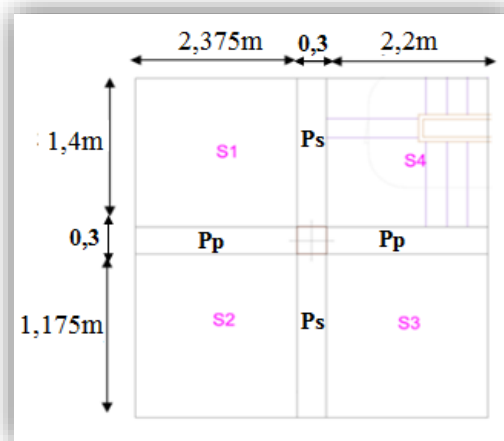 2,375m 0,3 2,2m
1,4m
S1 Ps S4
0,3 Pp Pp
1,175m
S2 Ps S3